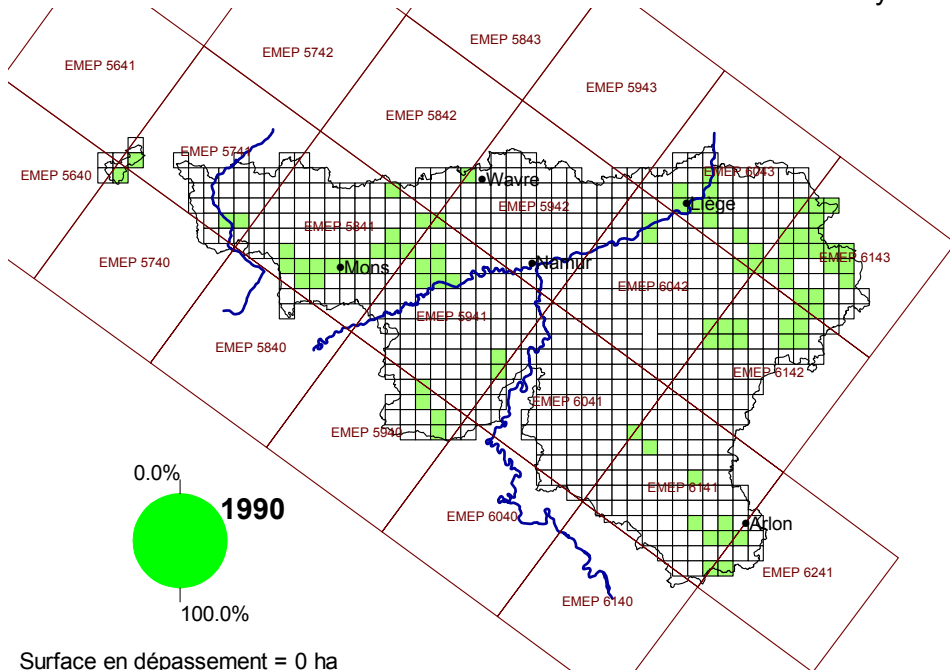 y
EMEP 5843
EMEP 5742
EMEP 5641
EMEP 5943
EMEP 5842
EMEP 5741
EMEP 6043
EMEP 5640
Wavre
Liège
EMEP 5942
EMEP 5841
EMEP 6143
EMEP 5740
Mons
Namur
EMEP 6042
EMEP 5941
EMEP 5840
EMEP 6142
EMEP 6041
EMEP 5940
0.0%
EMEP 6141
1990
EMEP 6040
Arlon
EMEP 6241
EMEP 6140
100.0%
Surface en dépassement = 0 ha